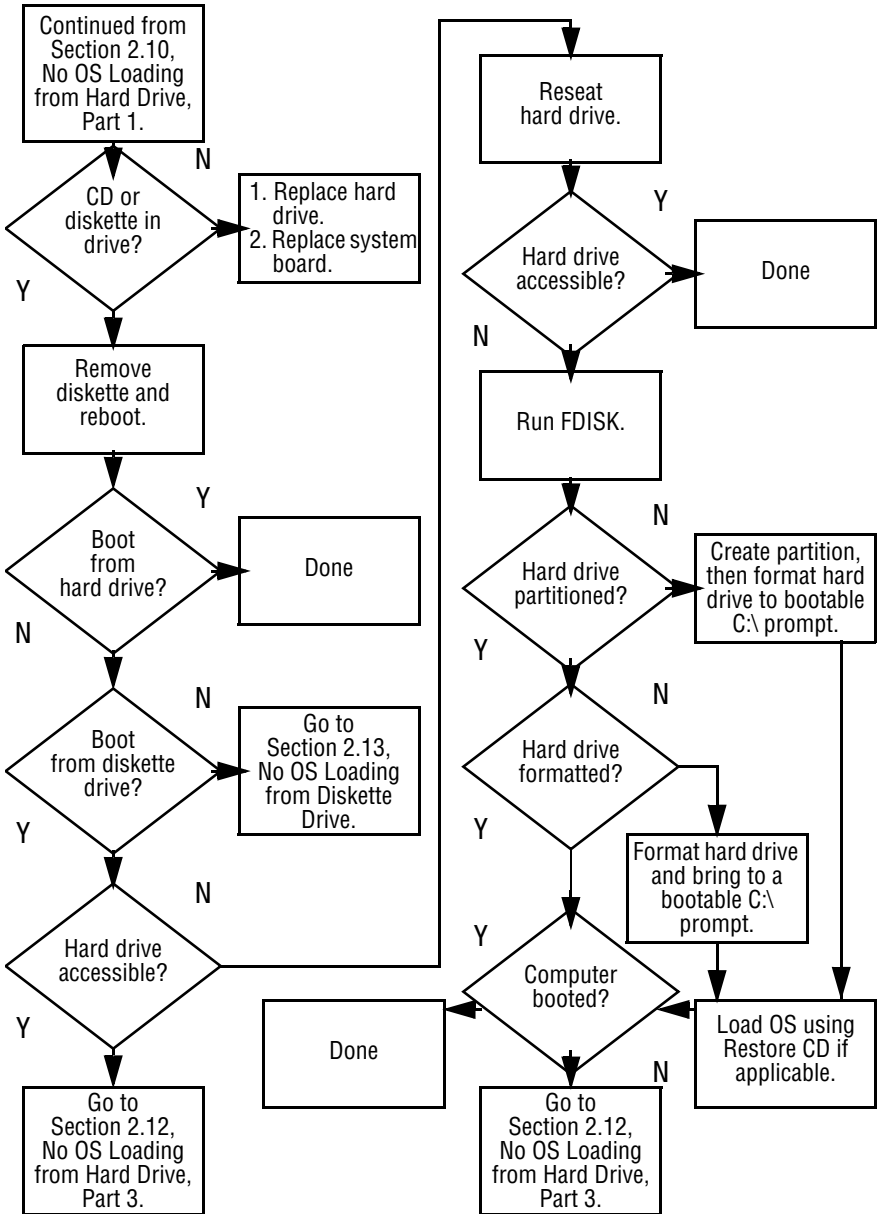 Continued from
Section 2.10,
No OS Loading
from Hard Drive,
Part 1.
N
CD or
diskette in
drive?
1. Replace hard
drive.
2. Replace system
board.
Y
Remove
diskette and
reboot.
Y
Boot
from
hard drive?
Done
N
N
Boot
from diskette
drive?
Go to
Section 2.13,
No OS Loading
from Diskette
Drive.
Y
N
Hard drive
accessible?
Y
Go to
Section 2.12,
No OS Loading
from Hard Drive,
Part 3.
Reseat
hard drive.
Y
Hard drive
accessible?
Done
N
Run FDISK.
N
Hard drive
partitioned?
Create partition,
then format hard
drive to bootable
C:\ prompt.
Y
N
Hard drive
formatted?
Y
Format hard drive
and bring to a
bootable C:\
prompt.
Y
Computer
booted?
Done
Load OS using
Restore CD if
applicable.
N
Go to
Section 2.12,
No OS Loading
from Hard Drive,
Part 3.